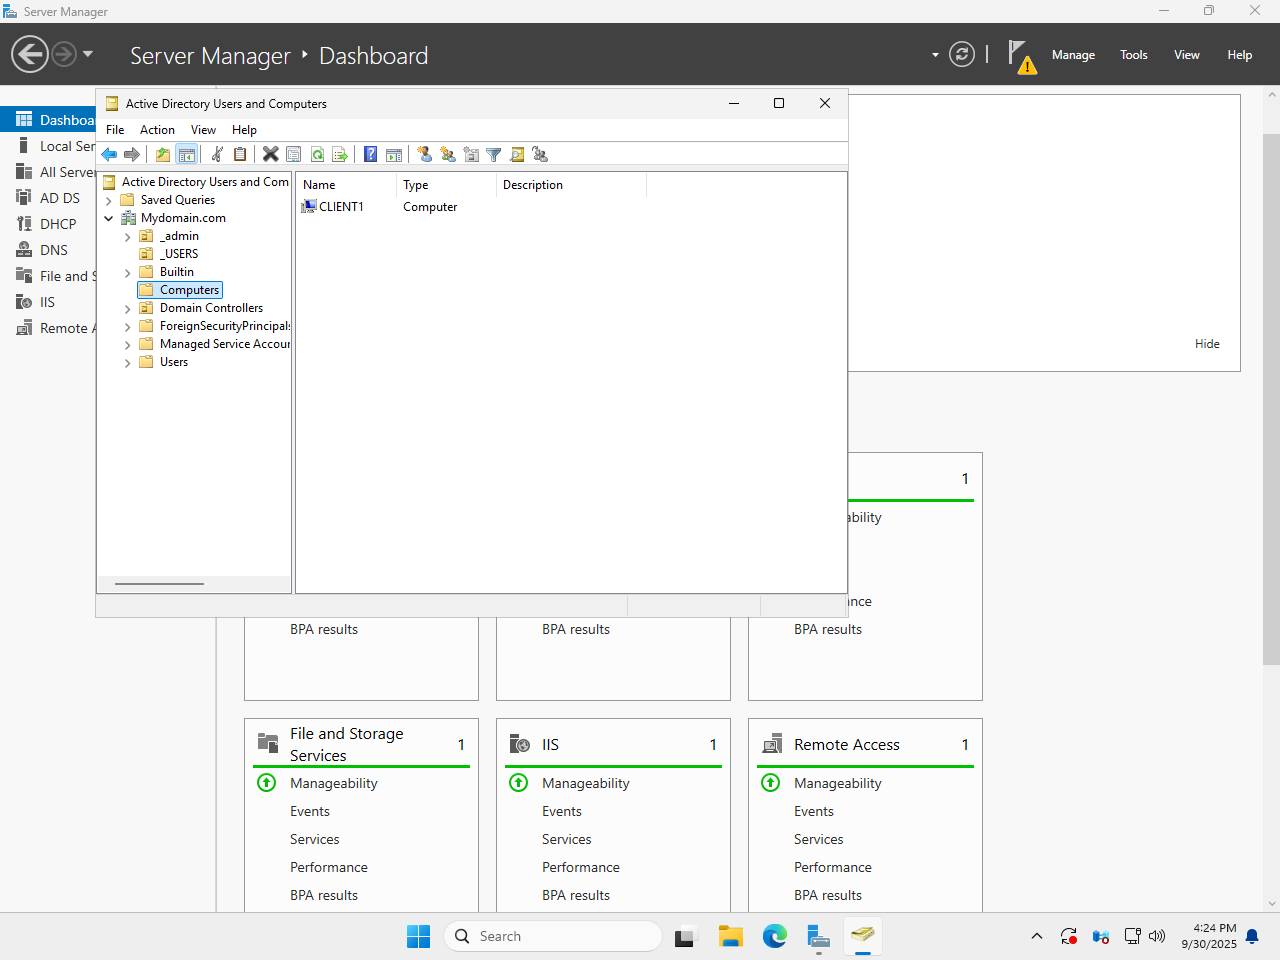 Server Manager
Server Manager
Dashboard
Manage
Tools
View
Help
Active Directory Users and Computers
File
Action
View
Help
Active Directory Users and Com
Saved Queries
Mydomain.com
_admin
_USERS
Builtin
Computers
Domain Controllers
ForeignSecurityPrincipals
Managed Service Accour
Users
Name
Type
Description
CLIENT1
Computer
Dashboa
Local Ser
All Server
AD DS
DHCP
DNS
File and S
IIS
Remote A
Hide
1
ability
nce
BPA results
BPA results
BPA results
File and Storage
Services
1
Manageability
Events
Services
Performance
BPA results
IIS
1
Manageability
Events
Services
Performance
BPA results
Remote Access
1
Manageability
Events
Services
Performance
BPA results
Search
4:24 PM
9/30/2025